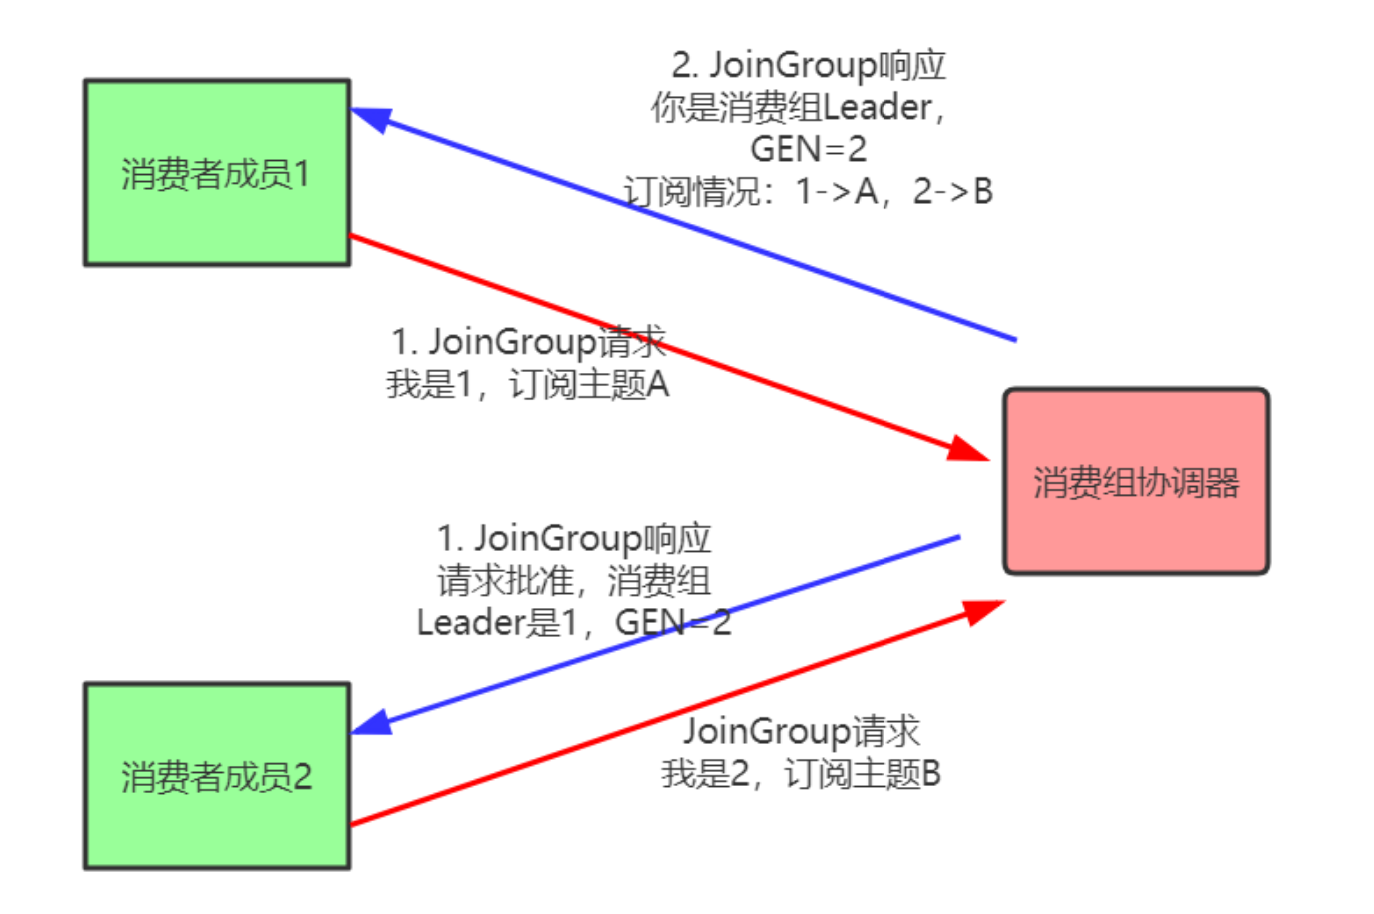 2. JoinGroup响应
你是消费组Leader，
GEN=2
订阅情况：1->A，2->B
消费者成员1
1. JoinGroup请求
我是1，订阅主题A
消费组协调器
1. JoinGroup响应
请求批准，消费组
Leader是1，GEN=2
JoinGroup请求
我是2，订阅主题B
消费者成员2